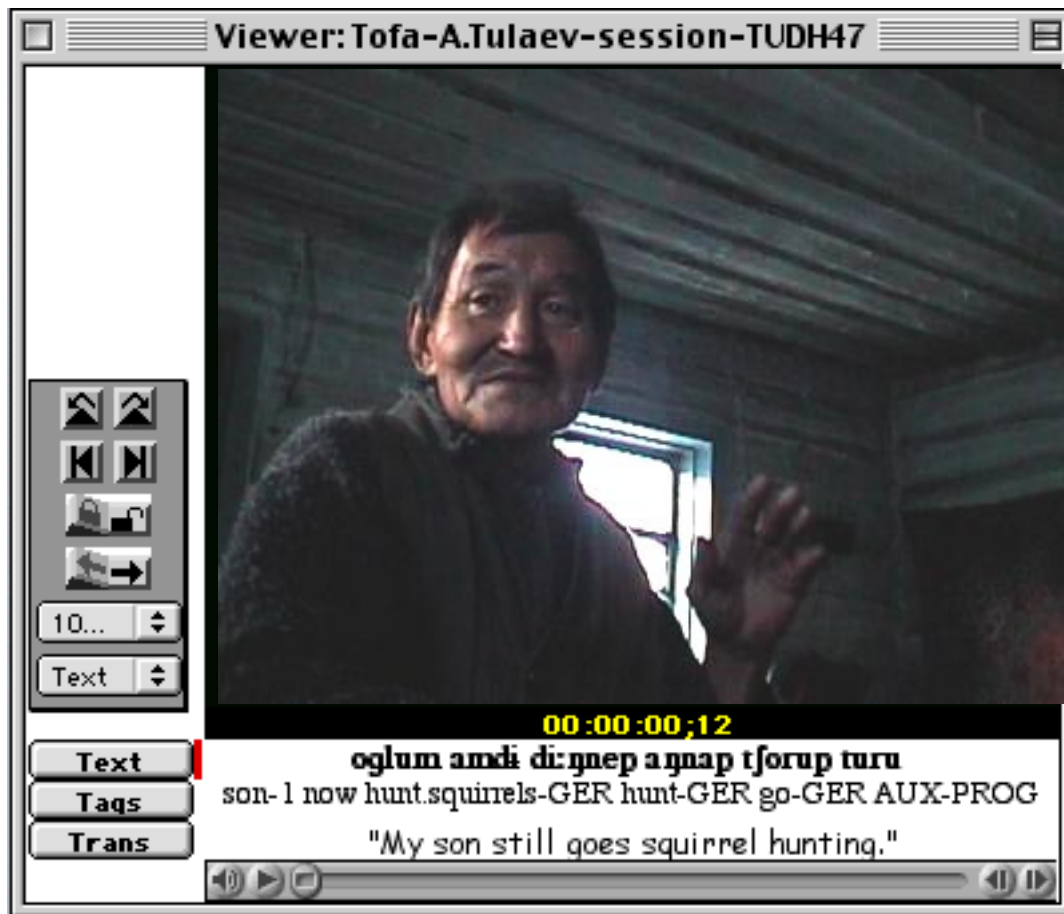 Viewer: Tofa-A.Tulaev-session-TUDH47
10...
Text
00:00:00;12
Text
oglum amdɨ diːŋnep aŋnap tʃorup turu
Tags
son-1 now hunt.squirrels-GER hunt-GER go-GER AUX-PROG
Trans
"My son still goes squirrel hunting."